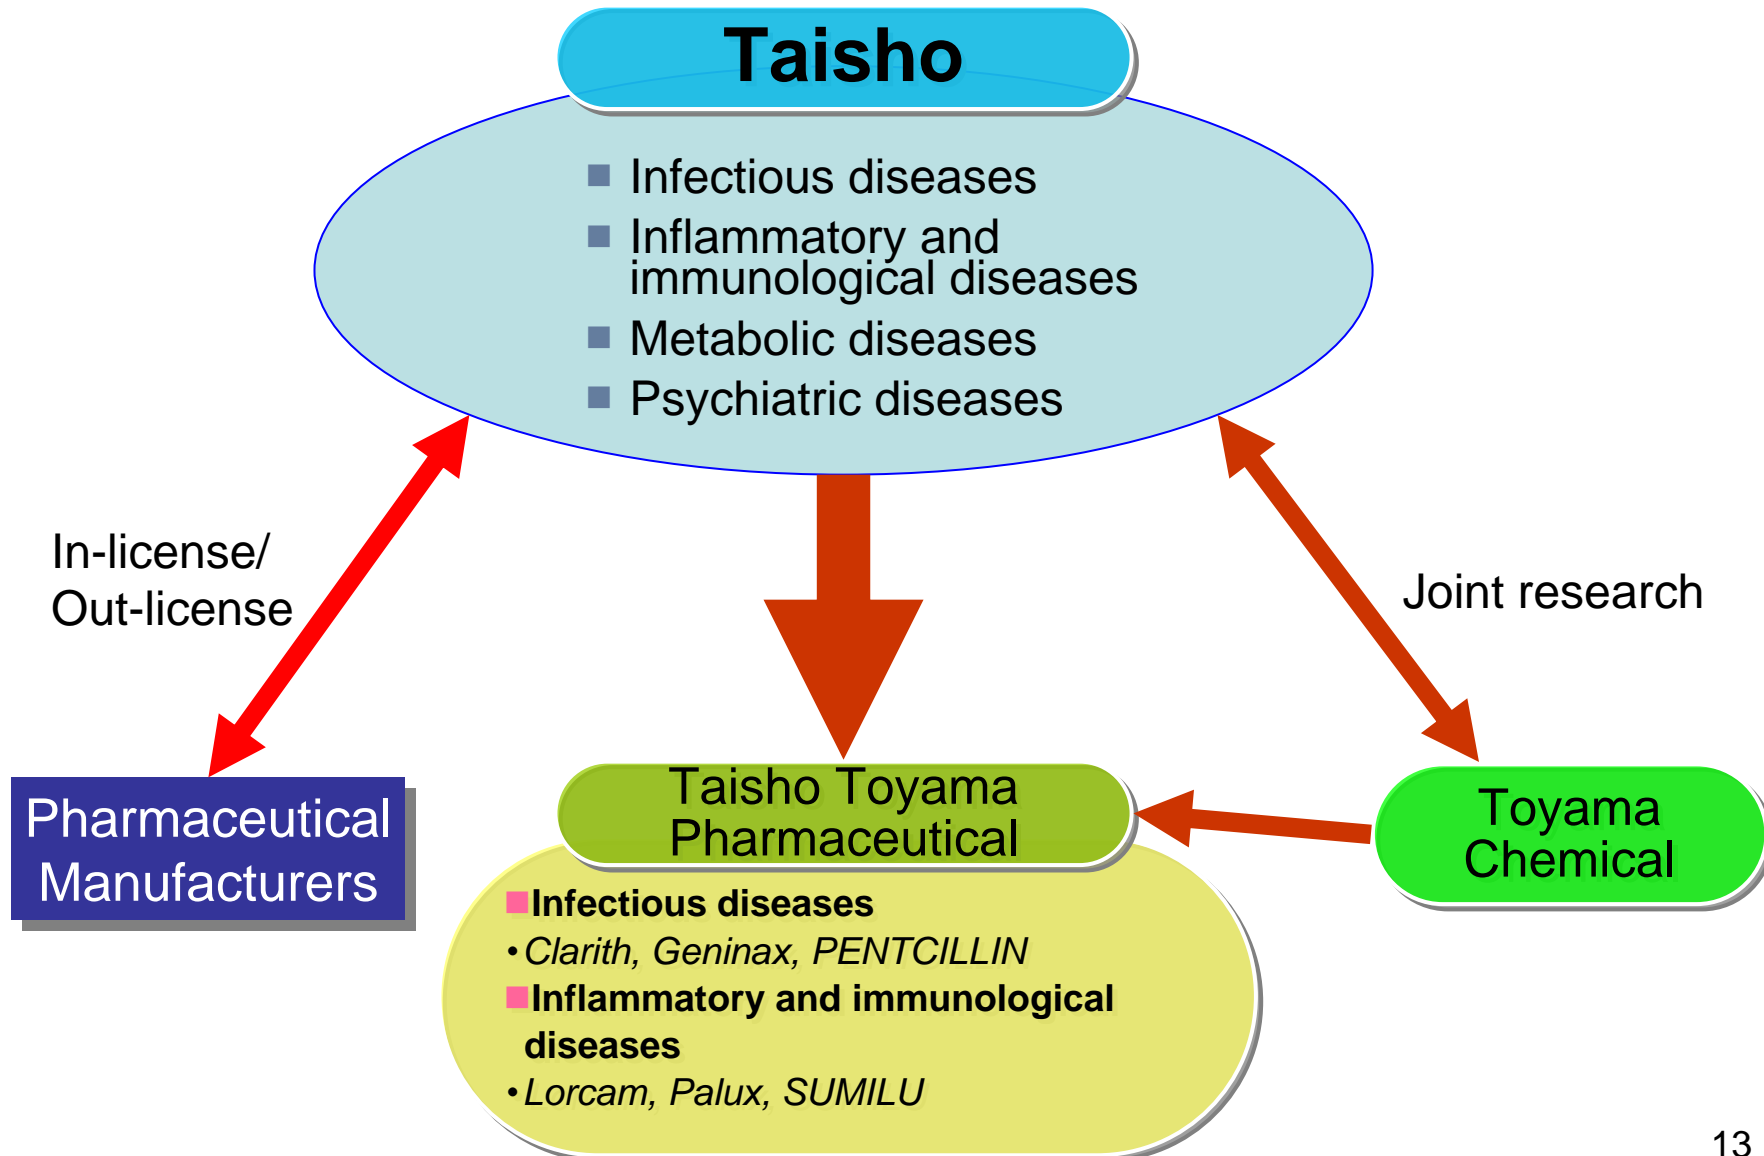 Taisho
■ Infectious diseases
■ Inflammatory and
immunological diseases
■ Metabolic diseases
■ Psychiatric diseases
In-license/
Out-license
Joint research
Pharmaceutical
Manufacturers
Taisho Toyama
Pharmaceutical
Toyama
Chemical
■Infectious diseases
•Clarith, Geninax, PENTCILLIN
■Inflammatory and immunological
diseases
•Lorcam, Palux, SUMILU
13